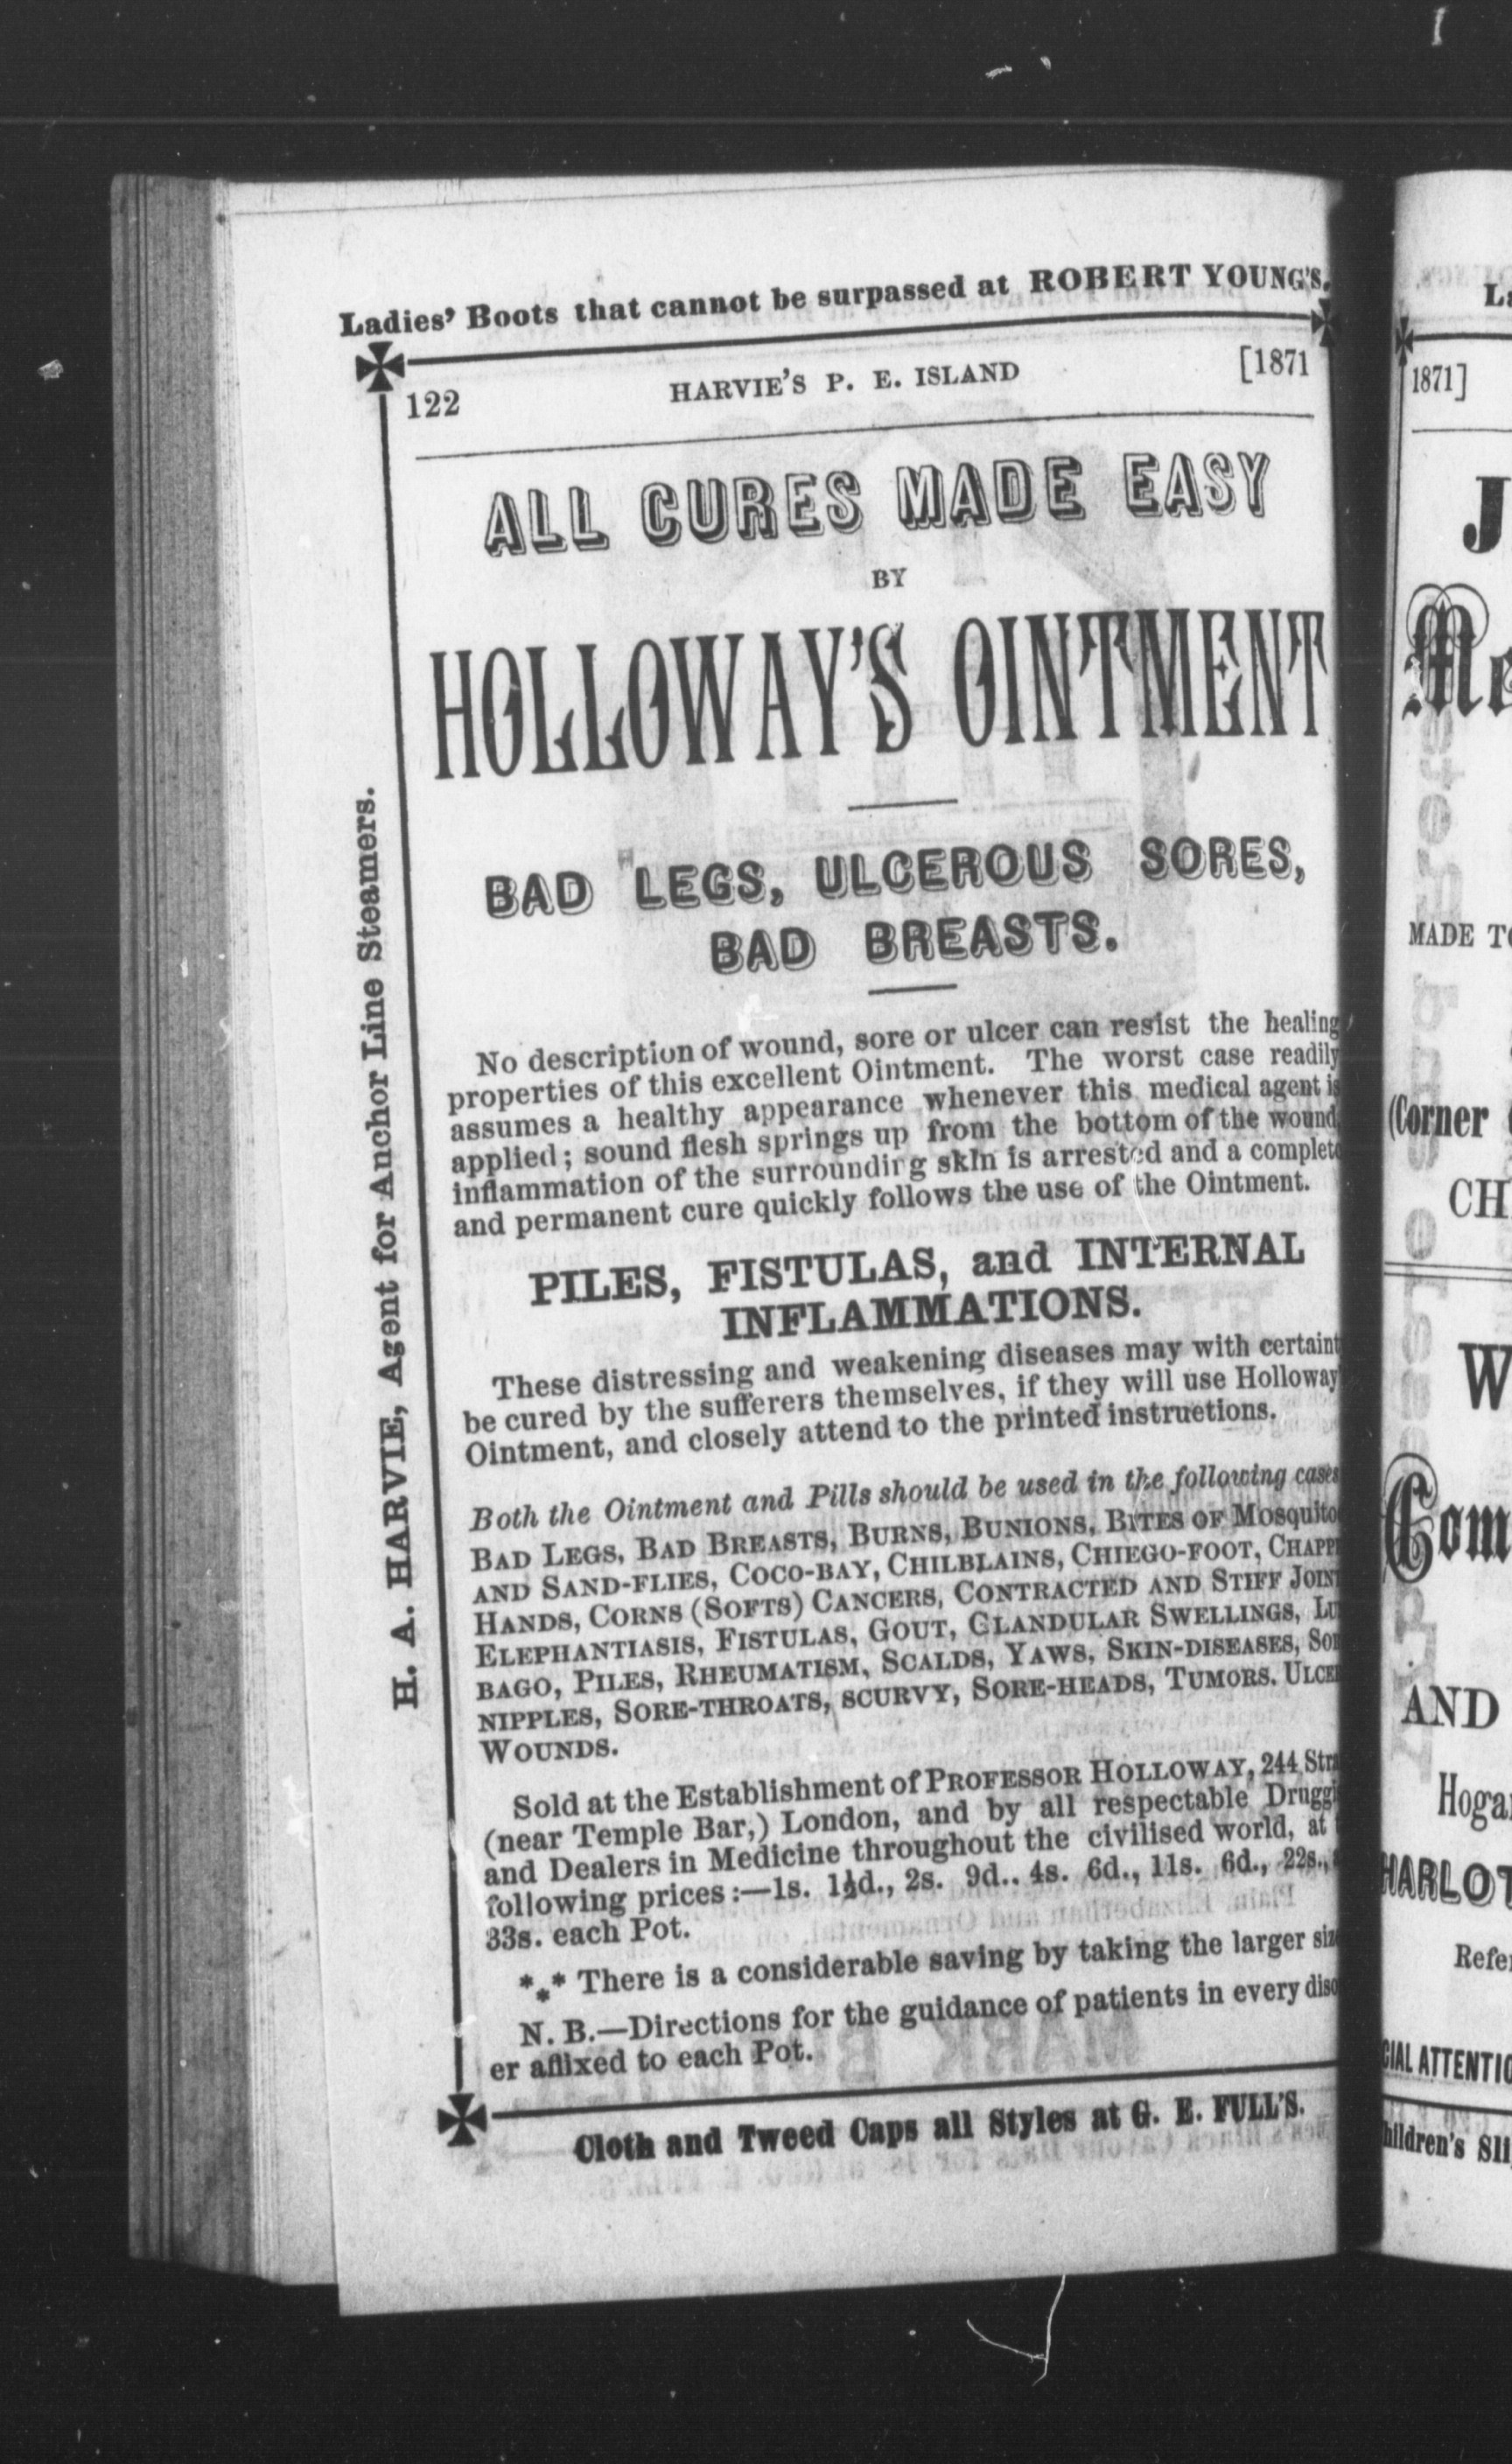 Ladies' Boots that cannot be surpassed at ROBERT YOUNG'S.
122
HARVIE'S P. E. ISLAND
[1871
ALL CURES MADE EASY
BY
HOLLOWAY'S OINTMENT
BAD LEGS, ULCEROUS SORES,
BAD BREASTS.
No description of wound, sore or ulcer can resist the healing
properties of this excellent Ointment. The worst case readily
assumes a healthy appearance whenever this medical agent is
applied; sound flesh springs up from the bottom of the wound
inflammation of the surrounding skin is arrested and a complete
and permanent cure quickly follows the use of the Ointment.
PILES, FISTULAS, and INTERNAL
INFLAMMATIONS.
These distressing and weakening diseases may with certaint
be cured by the sufferers themselves, if they will use Holloway
Ointment, and closely attend to the printed instructions.
Both the Ointment and Pills should be used in the following cases
BAD LEGS, BAD BREASTS, BURNS, BUNIONS, BITES OF Mosquito
AND SAND-FLIES, COCO-BAY, CHILBLAINS, CHIEGO-FOOT, CHAPP
HANDS, CORNS (SOFTS) CANCERS, CONTRACTED AND STIFF JOINT
ELEPHANTIASIS, FISTULAS, GOUT, GLANDULAR SWELLINGS, LU
BAGO, PILES, RHEUMATISM, SCALDS, YAWS, SKIN-DISEASES, SOR
NIPPLES, SORE-THROATS, SCURVY, SORE-HEADS, TUMORS. ULCE
WOUNDS.
Sold at the Establishment of PROFESSOR HOLLOWAY, 244 Stra
(near Temple Bar,) London, and by all respectable Druggi
and Dealers in Medicine throughout the civilised world, at
following prices:—1s. 1½d., 2s. 9d.. 4s. 6d., 11s. 6d., 22s.,
33s. each Pot.
*** There is a considerable saving by taking the larger siz
N. B.—Directions for the guidance of patients in every diso
er affixed to each Pot.
Cloth and Tweed Caps all Styles at G. E. FULL'S.
H. A. HARVIE, Agent for Anchor Line Steamers.
1871]
J
Me
MADE TO
(Corner
CH
W
Com
AND
Hoga
HARLOT
Refe
CIAL ATTENTIO
hildren's Sli